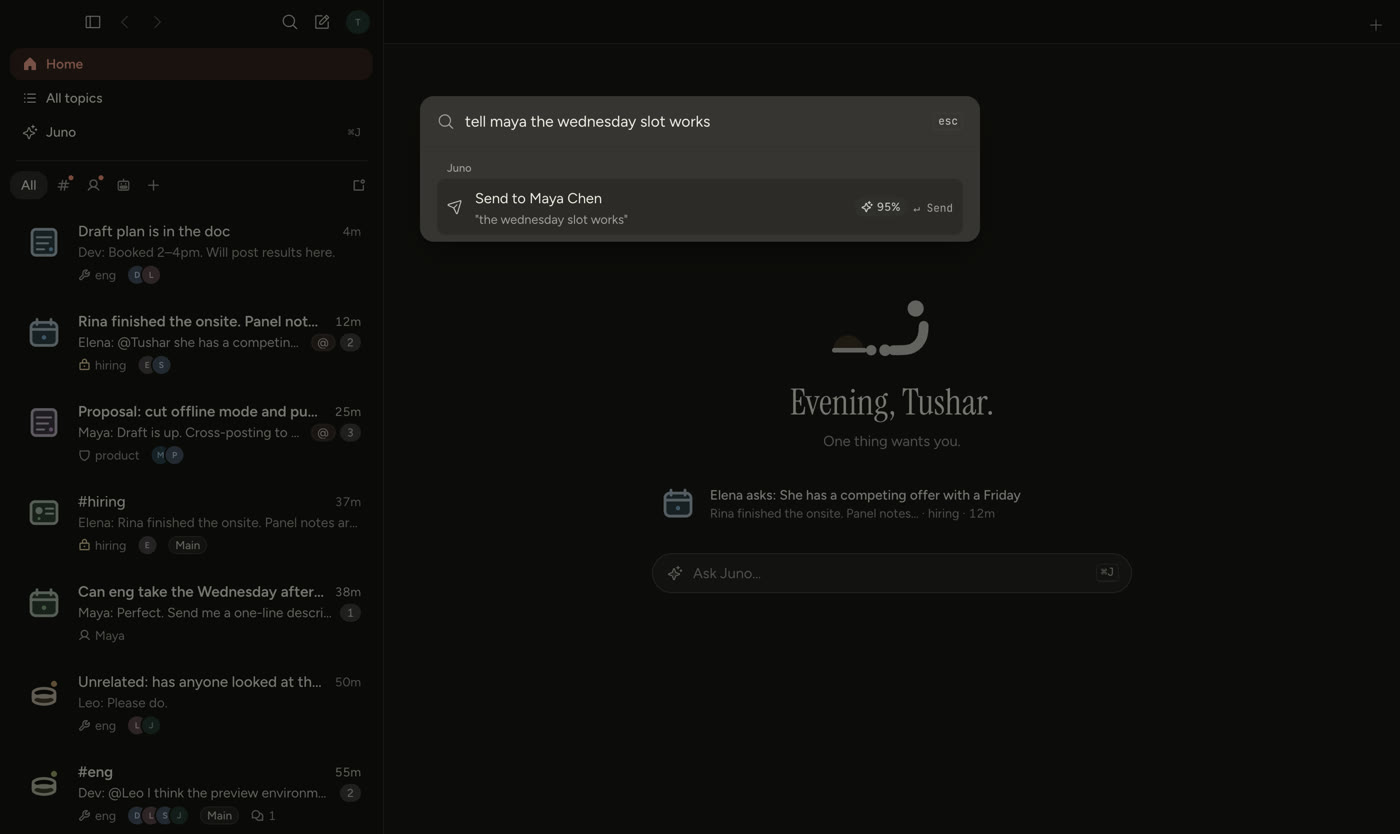 T
Home
All topics
Juno ⌘J
All
Draft plan is in the doc 4m
Dev: Booked 2–4pm. Will post results here.
eng D L
Rina finished the onsite. Panel not... 12m
Elena: @Tushar she has a competin... @ 2
hiring E S
Proposal: cut offline mode and pu... 25m
Maya: Draft is up. Cross-posting to ... @ 3
product M P
#hiring 37m
Elena: Rina finished the onsite. Panel notes ar...
hiring E Main
Can eng take the Wednesday after... 38m
Maya: Perfect. Send me a one-line descri... 1
Maya
Unrelated: has anyone looked at th... 50m
Leo: Please do.
eng L J
#eng 55m
Dev: @Leo I think the preview environm... 2
eng D L S J Main 1
tell maya the wednesday slot works esc
Juno
Send to Maya Chen
"the wednesday slot works"
95% ↵ Send
Evening, Tushar.
One thing wants you.
Elena asks: She has a competing offer with a Friday
Rina finished the onsite. Panel notes... · hiring · 12m
Ask Juno... ⌘J